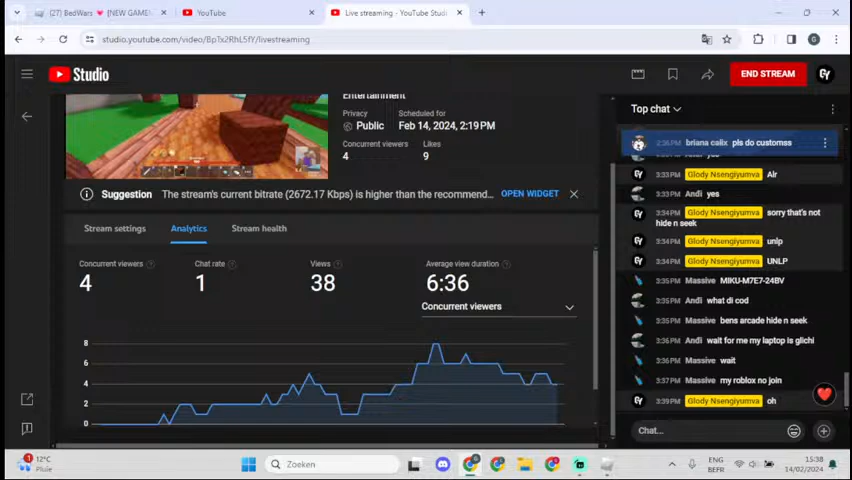 (27) BedWars
[NEW GAME
YouTube
Live streaming - YouTube Stud
studio.youtube.com/video/BpTx2RhL5fY/livestreaming
G
Studio
END STREAM
Entertainment
Privacy
Scheduled for
Public
Feb 14, 2024, 2:19 PM
Concurrent viewers
Likes
4
9
Suggestion
The stream's current bitrate (2672.17 Kbps) is higher than the recommend...
OPEN WIDGET
Stream settings
Analytics
Stream health
Concurrent viewers
Chat rate
Views
Average view duration
4
1
38
6:36
Concurrent viewers
8
6
4
2
0
Top chat
2:36 PM briana calix pls do customss
3:33 PM Glody Nsengiyumva Alr
3:33 PM Andi yes
3:34 PM Glody Nsengiyumva sorry that's not
hide n seek
3:34 PM Glody Nsengiyumva unlp
3:34 PM Glody Nsengiyumva UNLP
3:35 PM Massive MIKU-M7E7-24BV
3:35 PM Andi what di cod
3:35 PM Massive bens arcade hide n seek
3:36 PM Andi wait for me my laptop is glichi
3:36 PM Massive wait
3:37 PM Massive my roblox no join
3:39 PM Glody Nsengiyumva oh
Chat...
1
12°C
Pluie
Zoeken
ENG
BEFR
15:38
14/02/2024